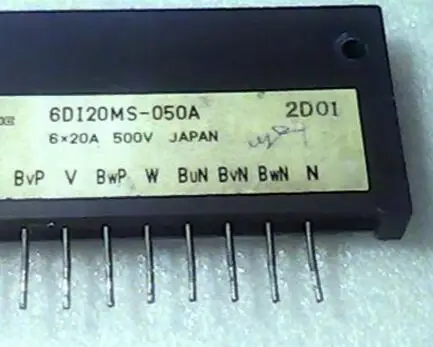 6DI20MS-050A 2D01
6×20A 500V JAPAN
BvP V BwP W BuN BvN BwN N